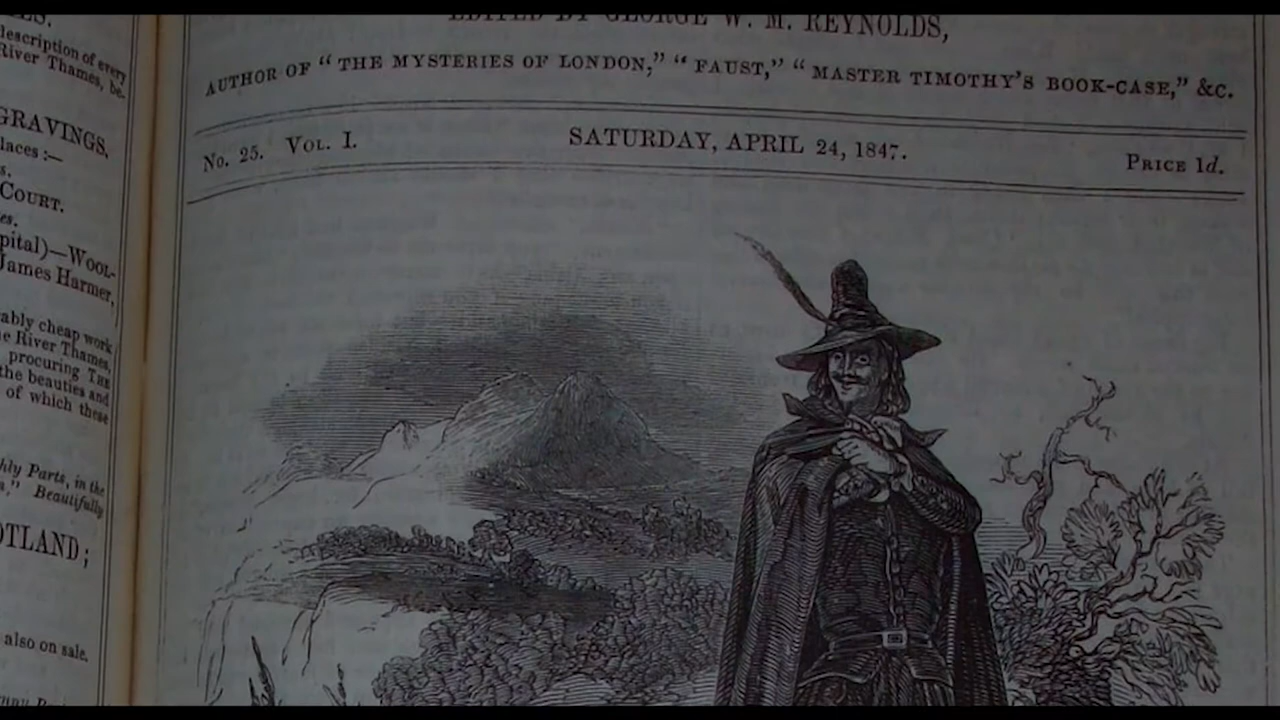 description of every
River Thames, be-
GRAVINGS.
laces :—
s.
COURT.
es.
pital)—WOOL-
James Harmer,
ably cheap work
e River Thames,
procuring THE
the beauties and
of which these
hly Parts, in the
Beautifully
OTLAND;
also on sale.
EDITED BY GEORGE W. M. REYNOLDS,
AUTHOR OF “THE MYSTERIES OF LONDON,” “FAUST,” “MASTER TIMOTHY'S BOOK-CASE,” &C.
No. 25. VOL. I. SATURDAY, APRIL 24, 1847. PRICE 1d.